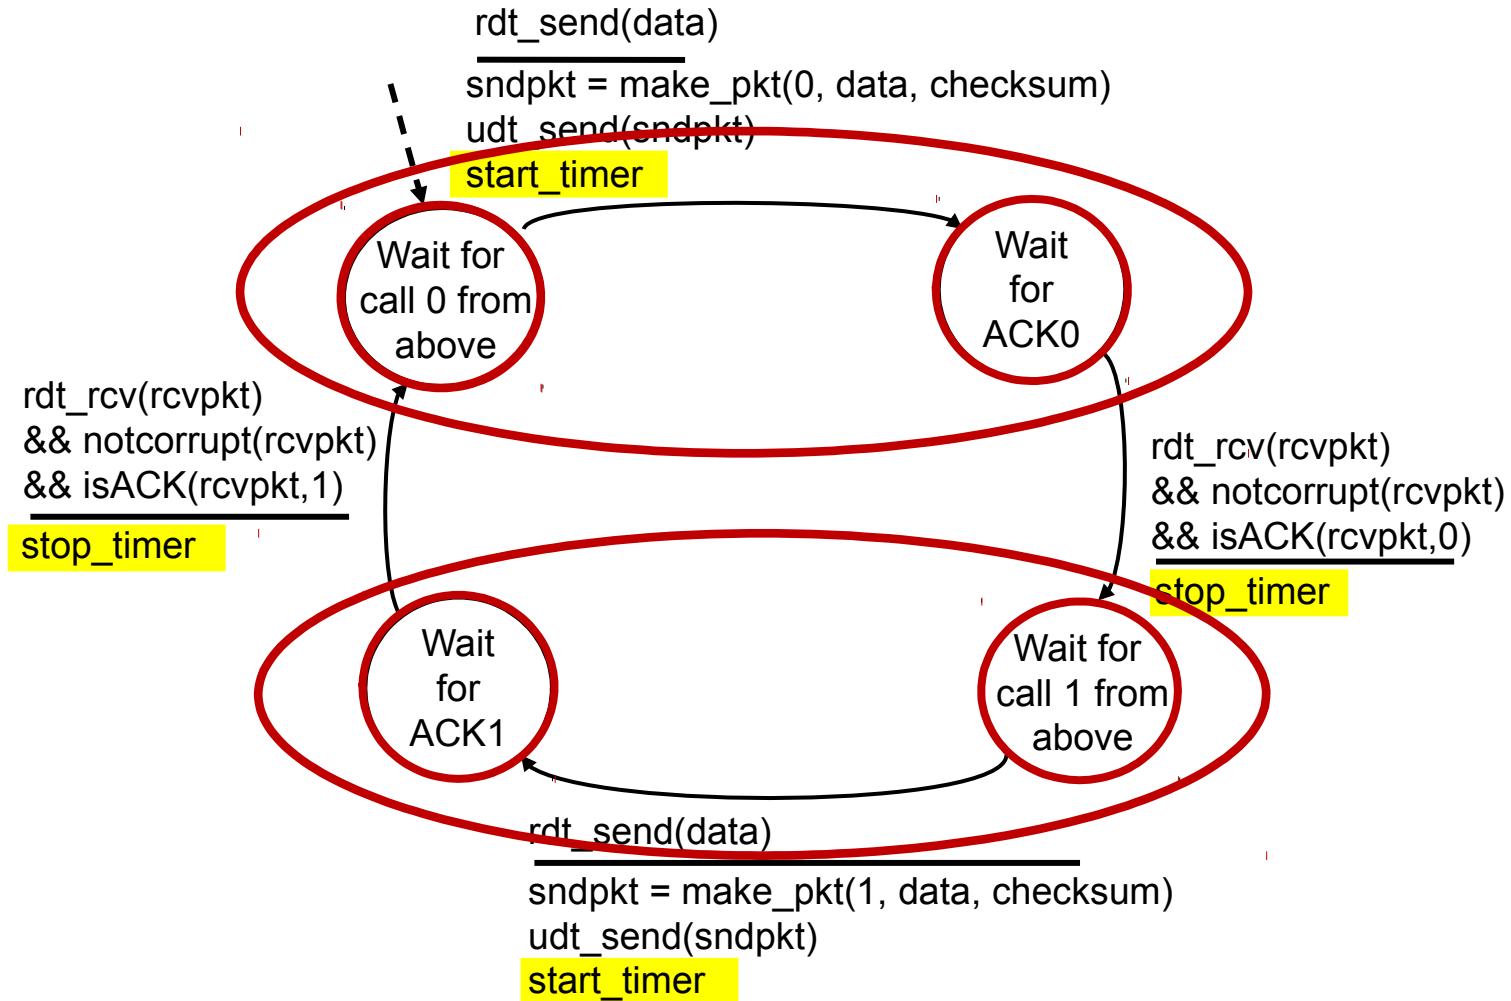 rdt_send(data)
sndpkt = make_pkt(0, data, checksum)
udt_send(sndpkt)
start_timer
Wait for
call 0 from
above
Wait
for
ACK0
rdt_rcv(rcvpkt)
&& notcorrupt(rcvpkt)
&& isACK(rcvpkt,1)
stop_timer
rdt_rcv(rcvpkt)
&& notcorrupt(rcvpkt)
&& isACK(rcvpkt,0)
stop_timer
Wait
for
ACK1
Wait for
call 1 from
above
rdt_send(data)
sndpkt = make_pkt(1, data, checksum)
udt_send(sndpkt)
start_timer